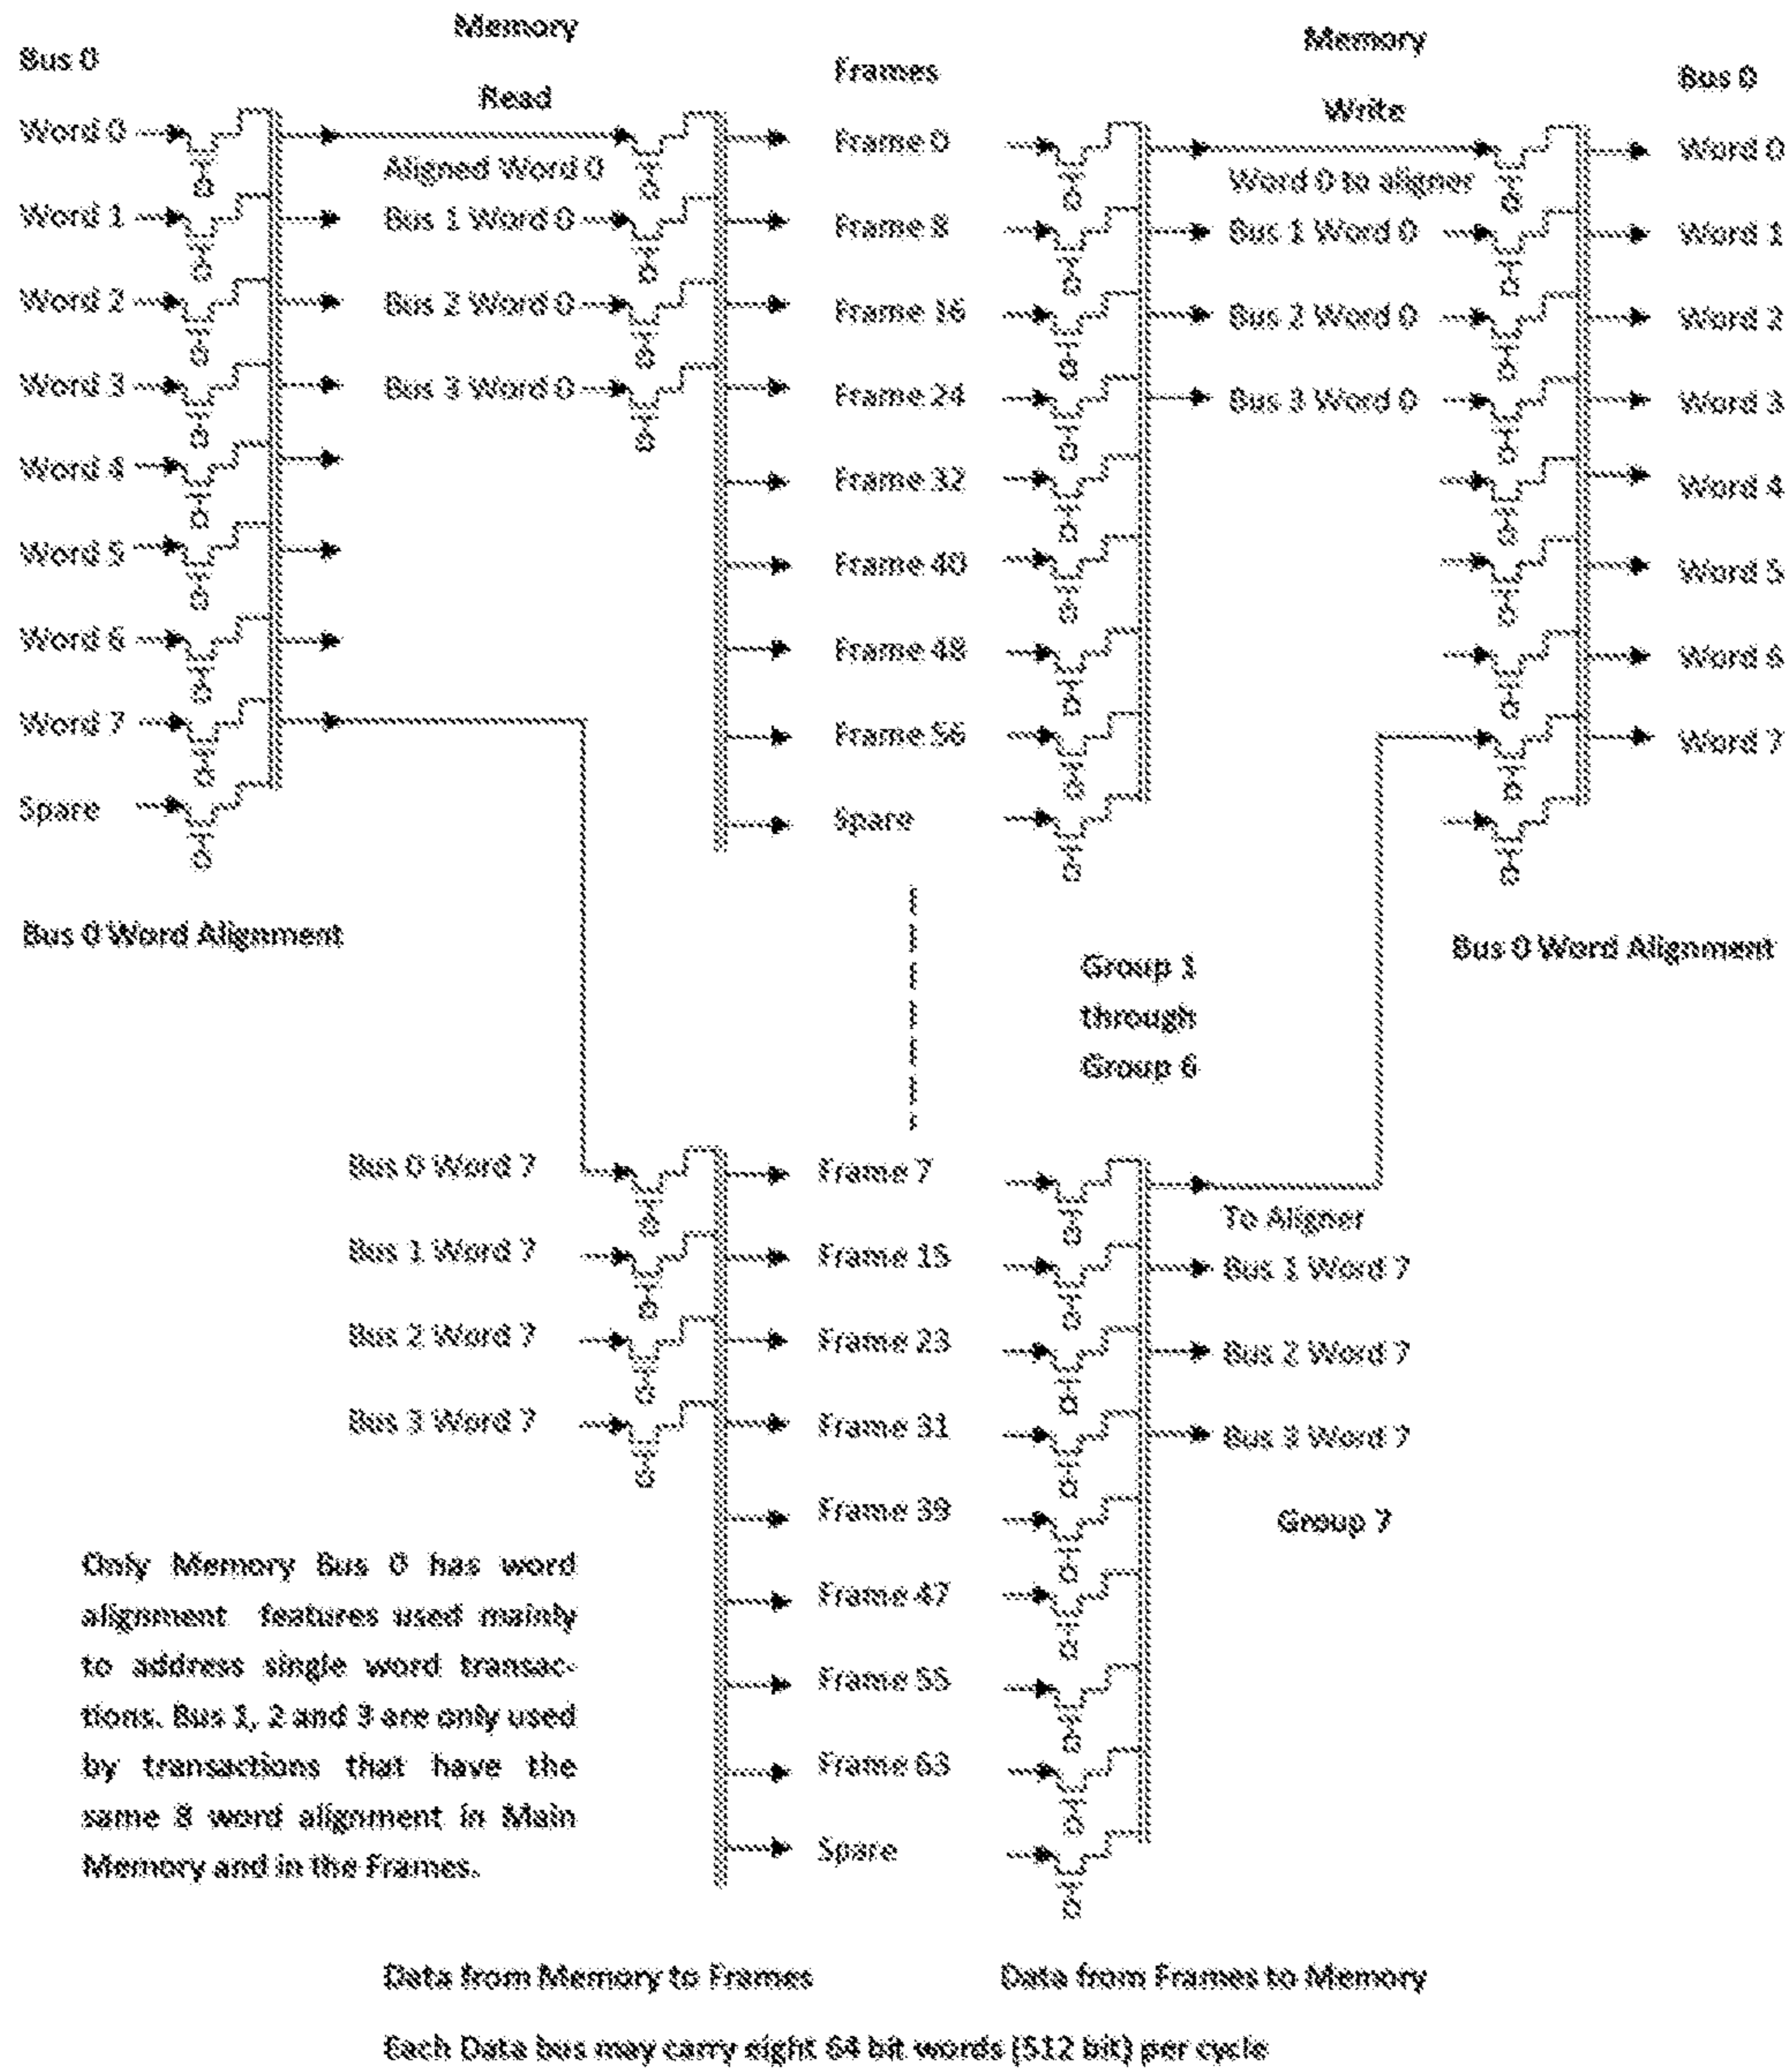 Memory
Memory
Bus 0
Frames
Bus 0
Read
Write
Word 0
Frame 0
Word 0
Aligned Word 0
Word 0 to aligner
Word 1
Bus 1 Word 0
Frame 8
Bus 1 Word 0
Word 1
Word 2
Bus 2 Word 0
Frame 16
Bus 2 Word 0
Word 2
Word 3
Bus 3 Word 0
Frame 24
Bus 3 Word 0
Word 3
Word 4
Frame 32
Word 4
Word 5
Frame 40
Word 5
Word 6
Frame 48
Word 6
Word 7
Frame 56
Word 7
Spare
Spare
Bus 0 Word Alignment
Bus 0 Word Alignment
Group 1
through
Group 6
Bus 0 Word 7
Frame 7
To Aligner
Bus 1 Word 7
Frame 15
Bus 1 Word 7
Bus 2 Word 7
Frame 23
Bus 2 Word 7
Bus 3 Word 7
Frame 31
Bus 3 Word 7
Frame 39
Group 7
Frame 47
Frame 55
Frame 63
Spare
Only Memory Bus 0 has word
alignment features used mainly
to address single word transac-
tions. Bus 1, 2 and 3 are only used
by transactions that have the
same 8 word alignment in Main
Memory and in the Frames.
Data from Memory to Frames
Data from Frames to Memory
Each Data bus may carry eight 64 bit words (512 bit) per cycle